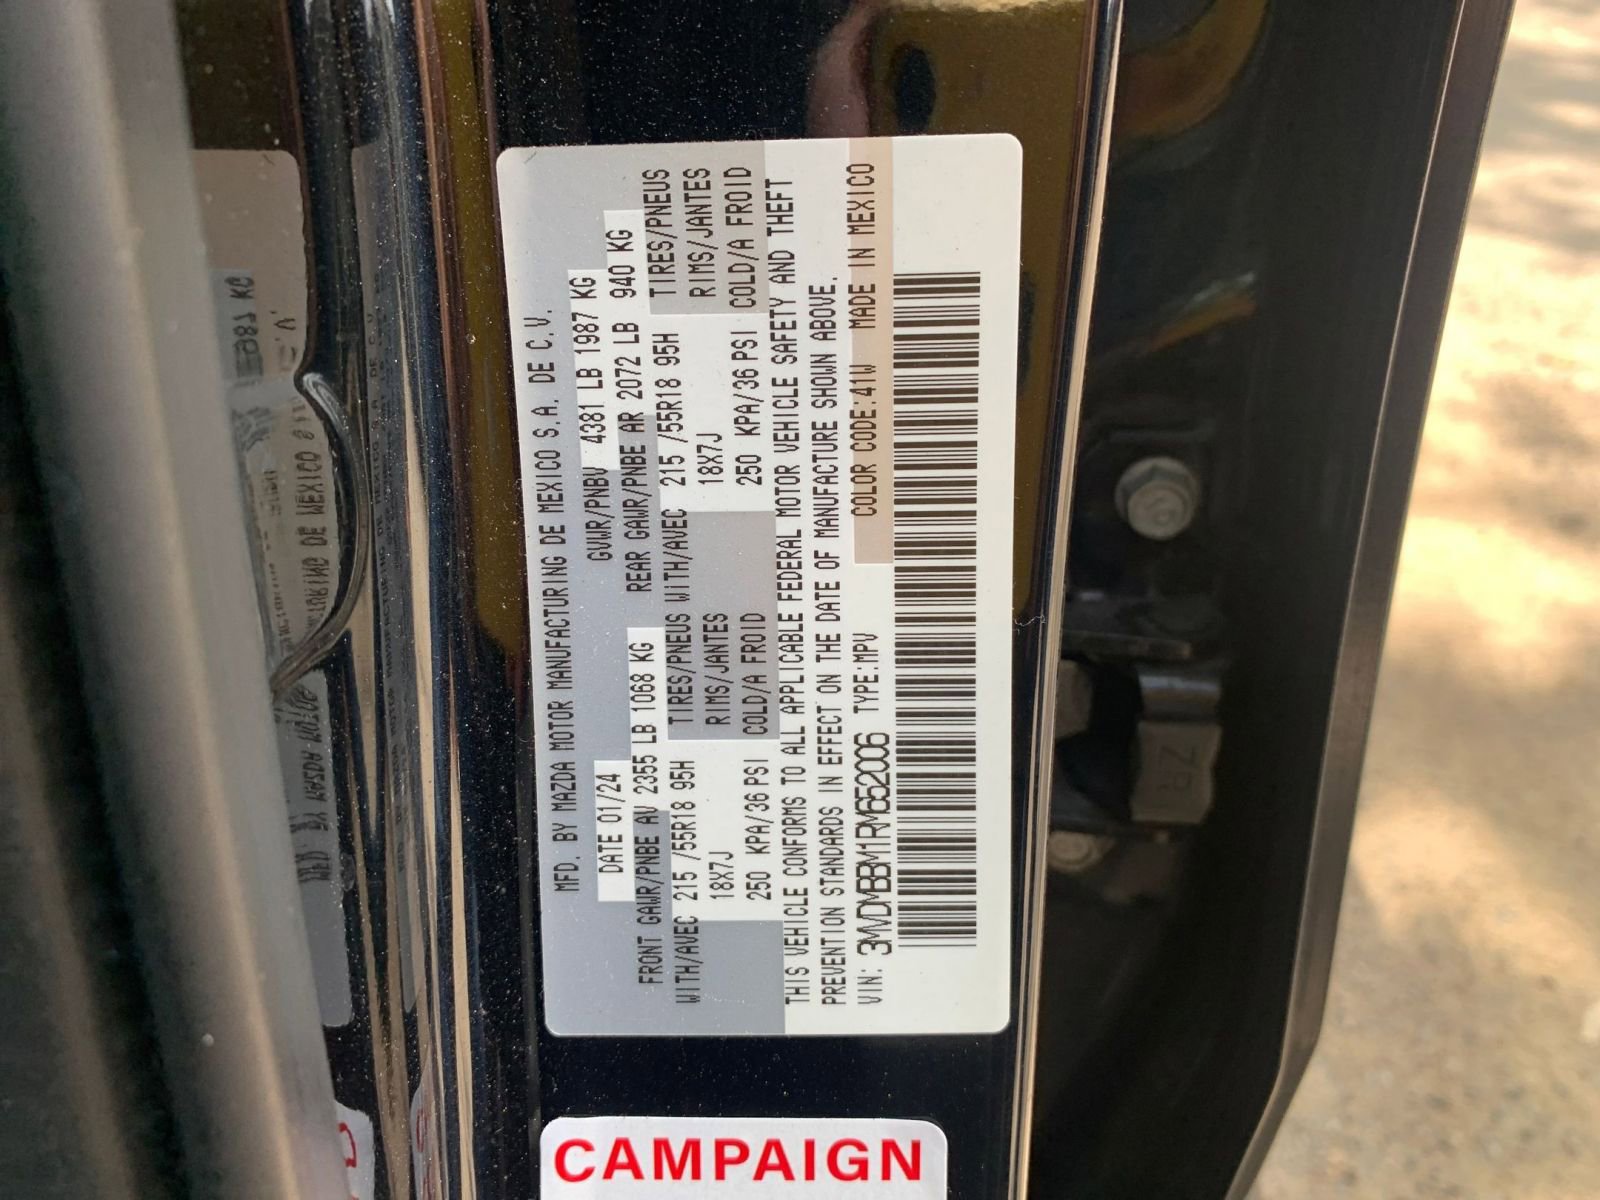 MFD. BY MAZDA MOTOR MANUFACTURING DE MEXICO S.A. DE C.V.
DATE 01/24 GVWR/PNBV 4381 LB 1987 KG
FRONT GAWR/PNBE AV 2355 LB 1068 KG REAR GAWR/PNBE AR 2072 LB 940 KG
WITH/AVEC 215 /55R18 95H TIRES/PNEUS WITH/AVEC 215 /55R18 95H TIRES/PNEUS
18X7J RIMS/JANTES 18X7J RIMS/JANTES
250 KPA/36 PSI COLD/A FROID 250 KPA/36 PSI COLD/A FROID
THIS VEHICLE CONFORMS TO ALL APPLICABLE FEDERAL MOTOR VEHICLE SAFETY AND THEFT
PREVENTION STANDARDS IN EFFECT ON THE DATE OF MANUFACTURE SHOWN ABOVE.
VIN: 3MVDMBBM1RM652006 TYPE:MPV COLOR CODE:41W MADE IN MEXICO
CAMPAIGN